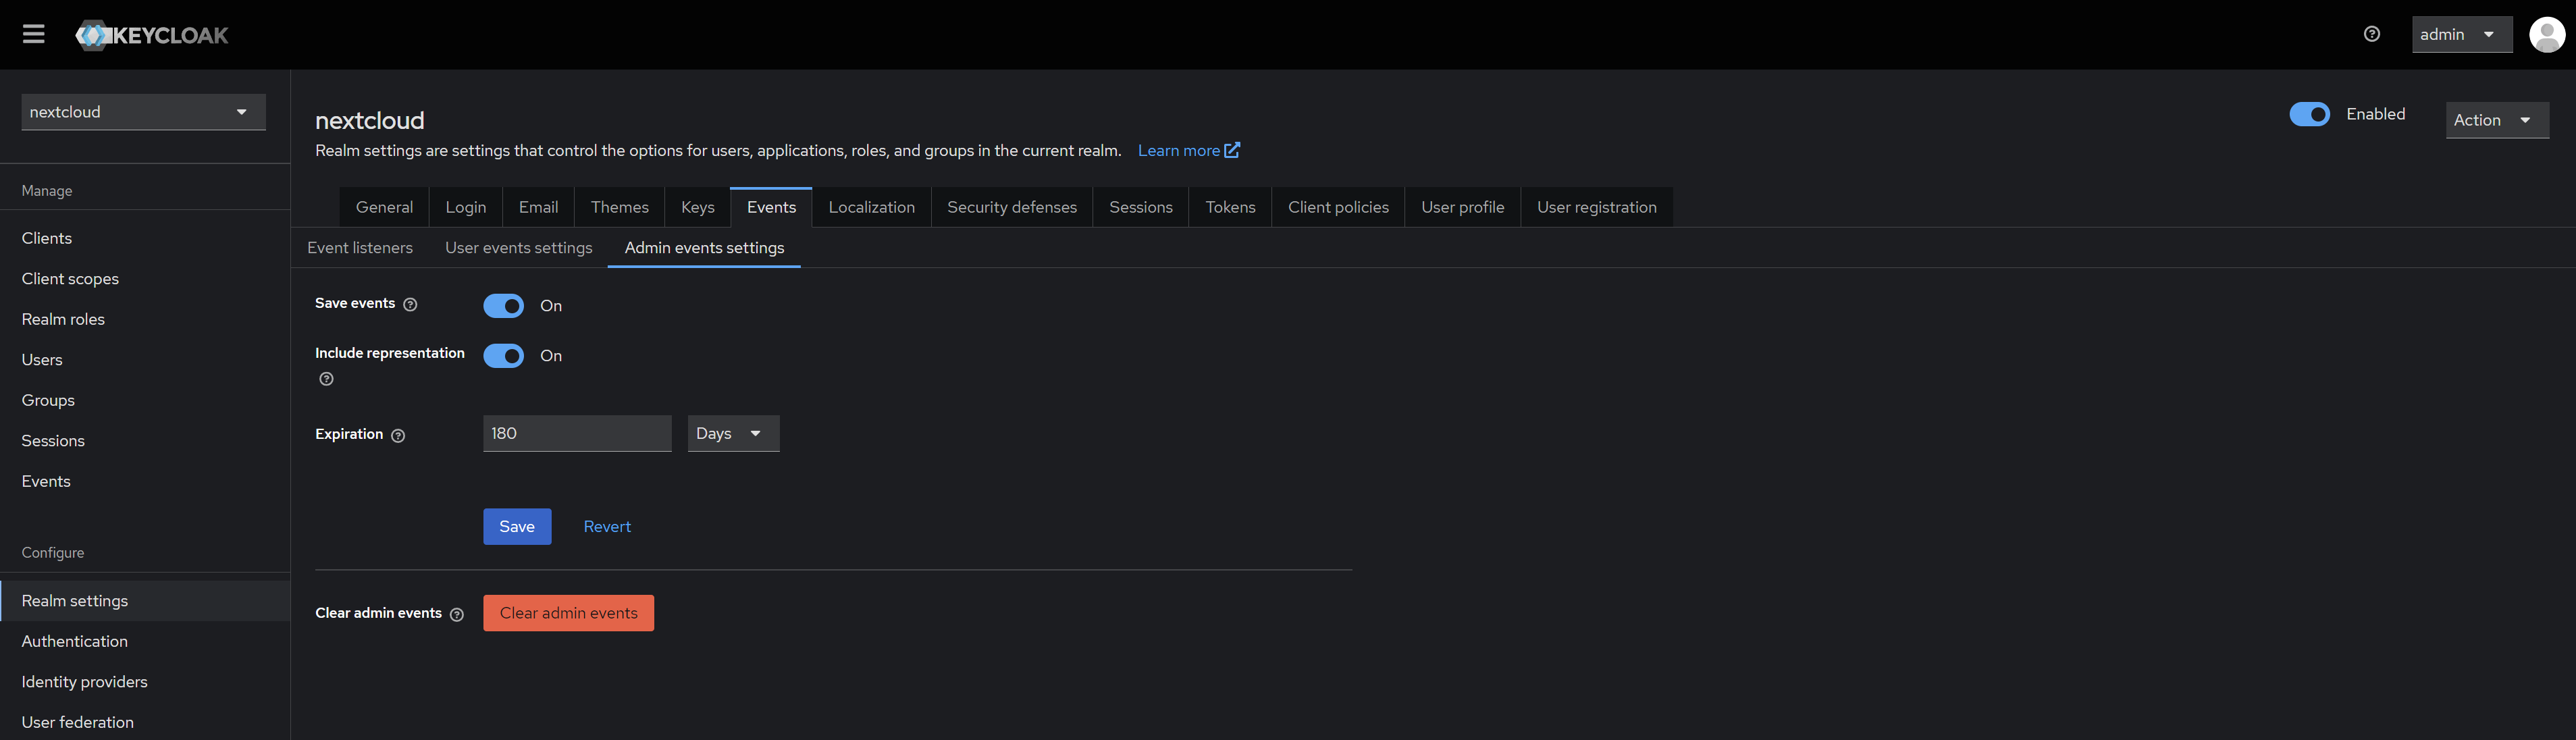 KEYCLOAK
admin
nextcloud
Manage
Clients
Client scopes
Realm roles
Users
Groups
Sessions
Events
Configure
Realm settings
Authentication
Identity providers
User federation
nextcloud
Enabled
Action
Realm settings are settings that control the options for users, applications, roles, and groups in the current realm. Learn more
General Login Email Themes Keys Events Localization Security defenses Sessions Tokens Client policies User profile User registration
Event listeners User events settings Admin events settings
Save events On
Include representation On
Expiration 180 Days
Save Revert
Clear admin events Clear admin events